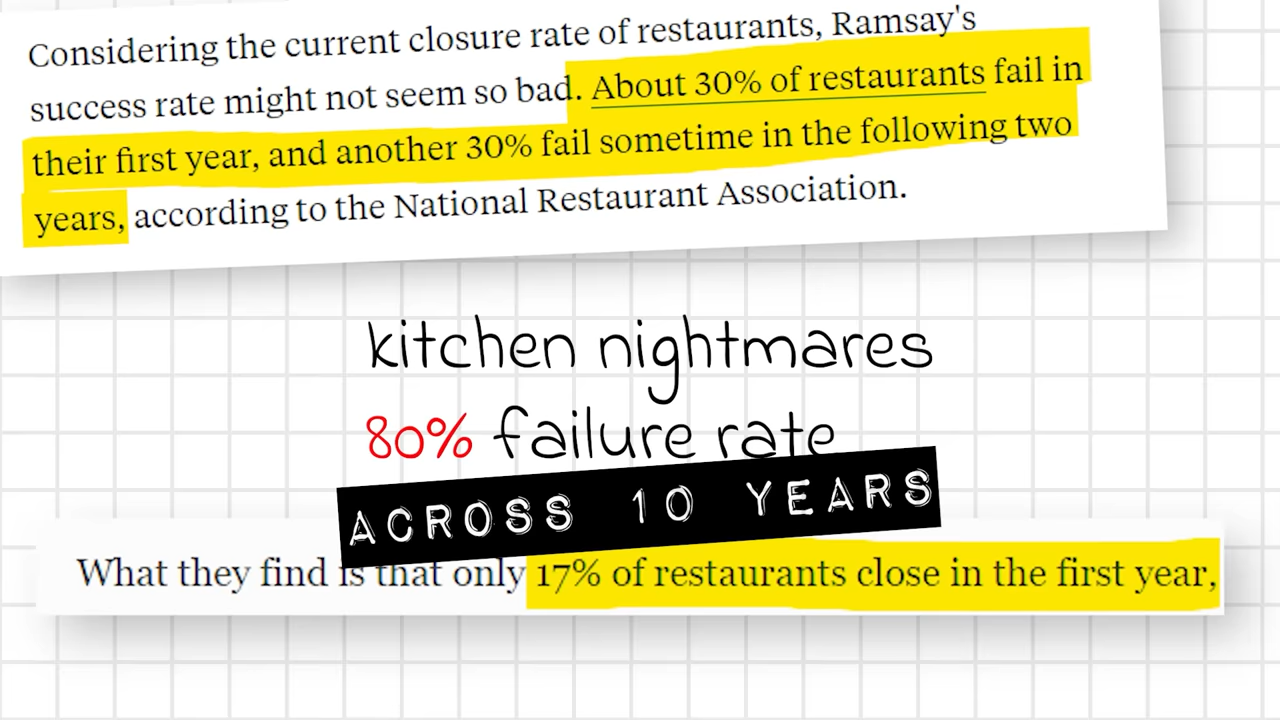 Considering the current closure rate of restaurants, Ramsay's
success rate might not seem so bad. About 30% of restaurants fail in
their first year, and another 30% fail sometime in the following two
years, according to the National Restaurant Association.
kitchen nightmares
80% failure rate
ACROSS 10 YEARS
What they find is that only 17% of restaurants close in the first year,